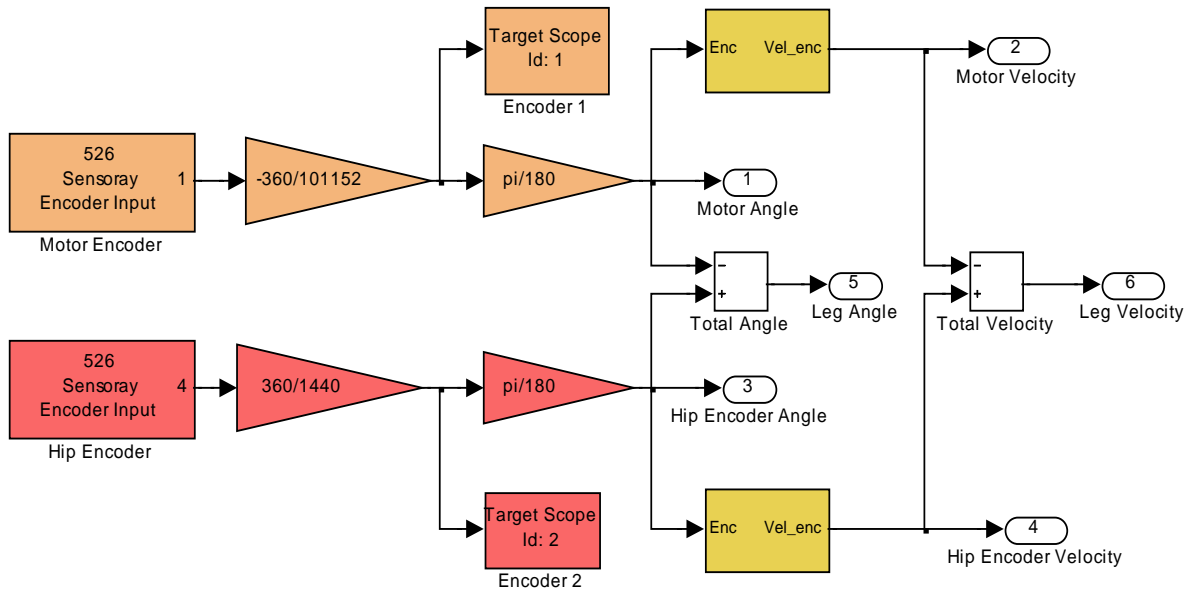 Target Scope
Id: 1
Encoder 1
Enc
Vel_enc
2
Motor Velocity
526
Sensoray
Encoder Input
1
Motor Encoder
-360/101152
pi/180
1
Motor Angle
−
+
Total Angle
5
Leg Angle
−
+
Total Velocity
6
Leg Velocity
526
Sensoray
Encoder Input
4
Hip Encoder
360/1440
pi/180
3
Hip Encoder Angle
Target Scope
Id: 2
Encoder 2
Enc
Vel_enc
4
Hip Encoder Velocity